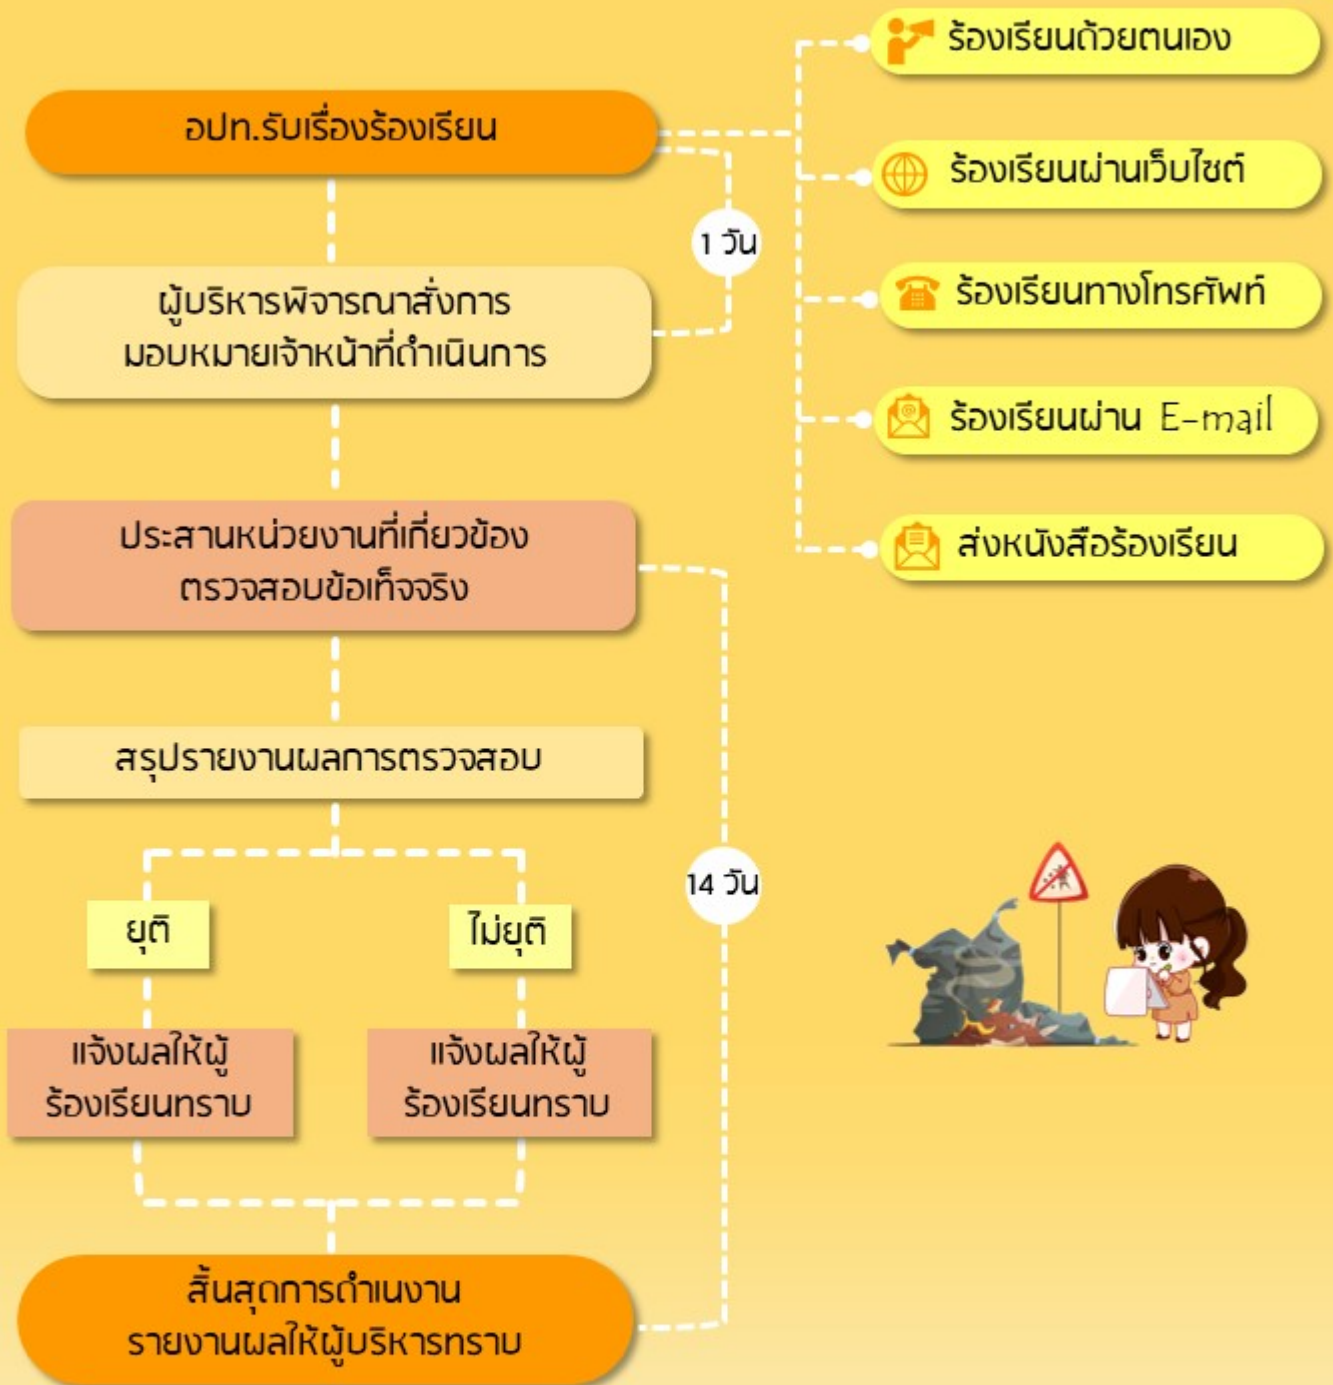 อปท.รับเรื่องร้องเรียน
1 วัน
ผู้บริหารพิจารณาสั่งการ
มอบหมายเจ้าหน้าที่ดำเนินการ
ประสานหน่วยงานที่เกี่ยวข้อง
ตรวจสอบข้อเท็จจริง
สรุปรายงานผลการตรวจสอบ
14 วัน
ยุติ
ไม่ยุติ
แจ้งผลให้ผู้
ร้องเรียนทราบ
แจ้งผลให้ผู้
ร้องเรียนทราบ
สิ้นสุดการดำเนงาน
รายงานผลให้ผู้บริหารทราบ
ร้องเรียนด้วยตนเอง
ร้องเรียนผ่านเว็บไซต์
ร้องเรียนทางโทรศัพท์
ร้องเรียนผ่าน E-mail
ส่งหนังสือร้องเรียน